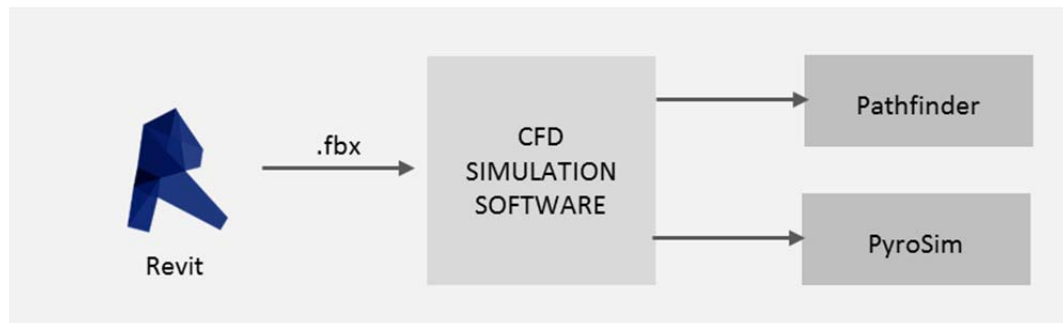 .fbx
Revit
CFD
SIMULATION
SOFTWARE
Pathfinder
PyroSim